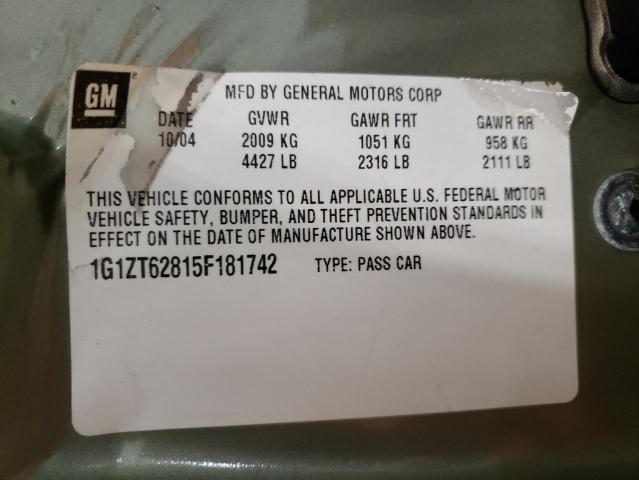 GM
MFD BY GENERAL MOTORS CORP
DATE GVWR GAWR FRT GAWR RR
10/04 2009 KG 1051 KG 958 KG
4427 LB 2316 LB 2111 LB
THIS VEHICLE CONFORMS TO ALL APPLICABLE U.S. FEDERAL MOTOR
VEHICLE SAFETY, BUMPER, AND THEFT PREVENTION STANDARDS IN
EFFECT ON THE DATE OF MANUFACTURE SHOWN ABOVE.
1G1ZT62815F181742 TYPE: PASS CAR